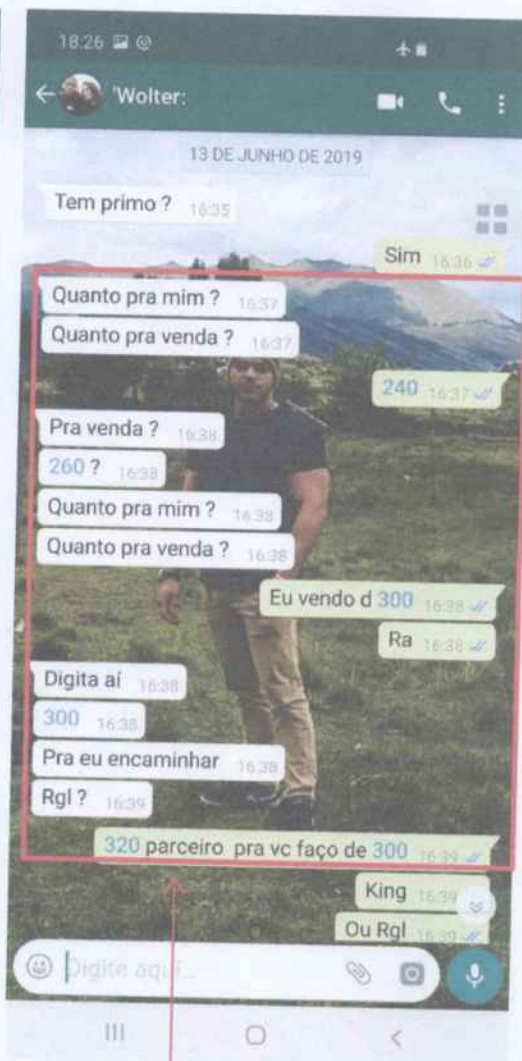 18:26
'Wolter:
13 DE JUNHO DE 2019
Tem primo ? 16:35
Sim 16:36
Quanto pra mim ? 16:37
Quanto pra venda ? 16:37
240 16:37
Pra venda ? 16:38
260 ? 16:38
Quanto pra mim ? 16:38
Quanto pra venda ? 16:38
Eu vendo d 300 16:38
Ra 16:38
Digita aí 16:38
300 16:38
Pra eu encaminhar 16:38
Rgl ? 16:39
320 parceiro pra vc faço de 300 16:39
King 16:39
Ou Rgl 16:39
Digite aqui...